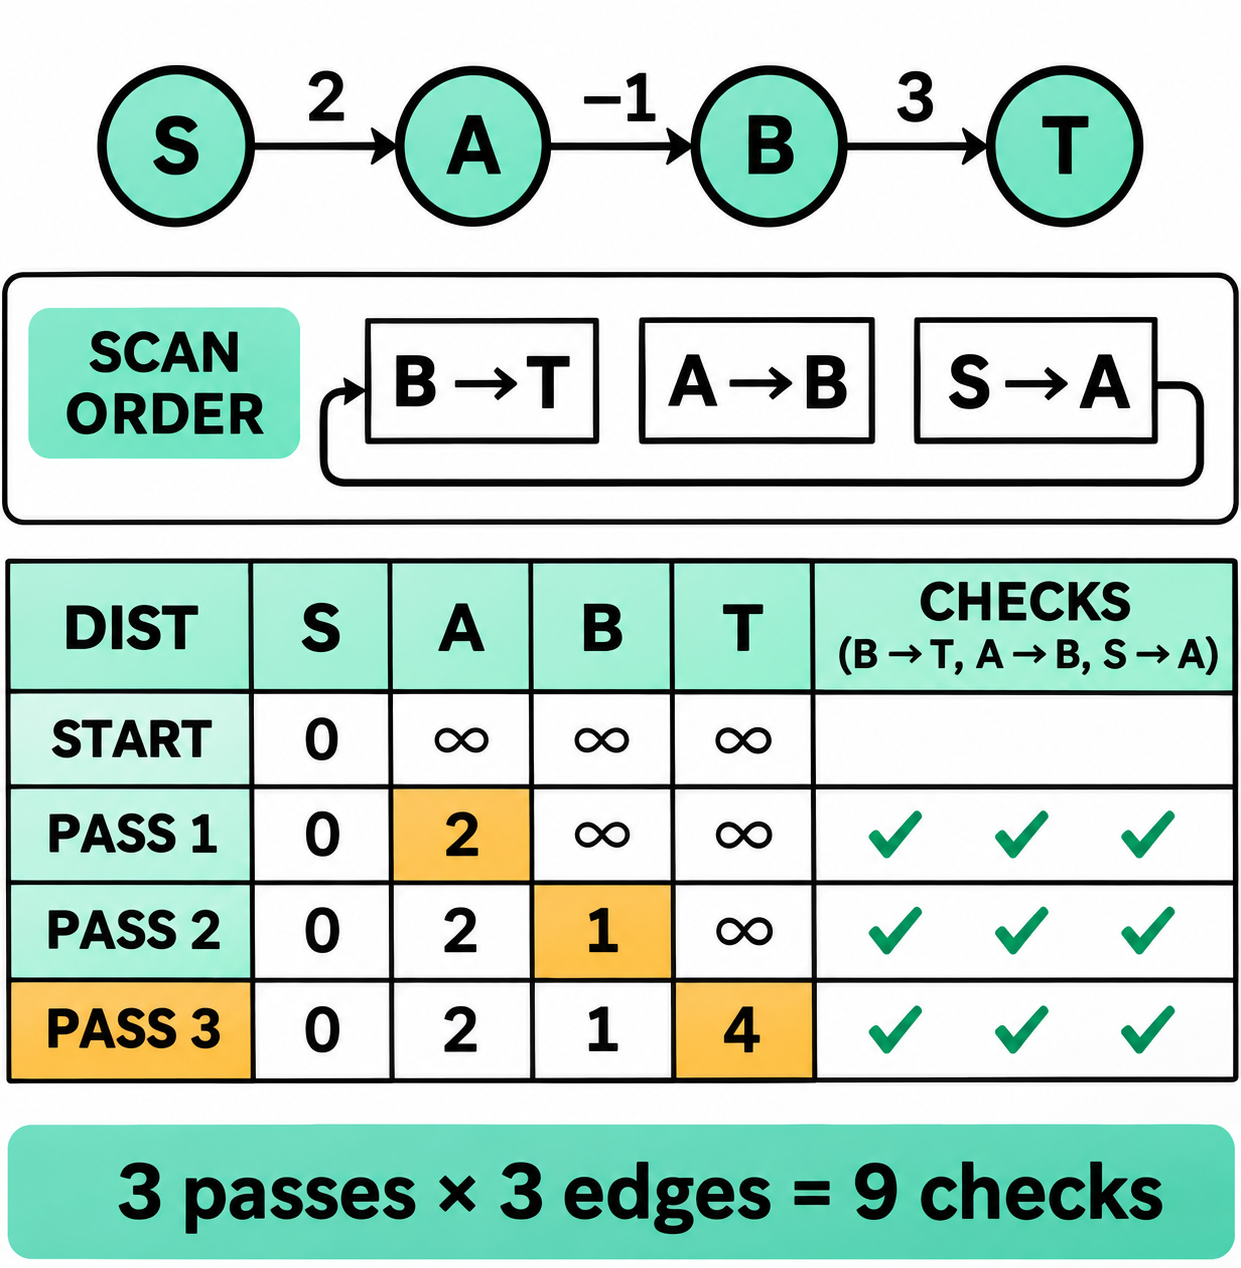 2 −1 3
S A B T
SCAN
ORDER
B→T A→B S→A
DIST S A B T CHECKS
(B→T, A→B, S→A)
START 0 ∞ ∞ ∞
PASS 1 0 2 ∞ ∞ ✓ ✓ ✓
PASS 2 0 2 1 ∞ ✓ ✓ ✓
PASS 3 0 2 1 4 ✓ ✓ ✓
3 passes × 3 edges = 9 checks